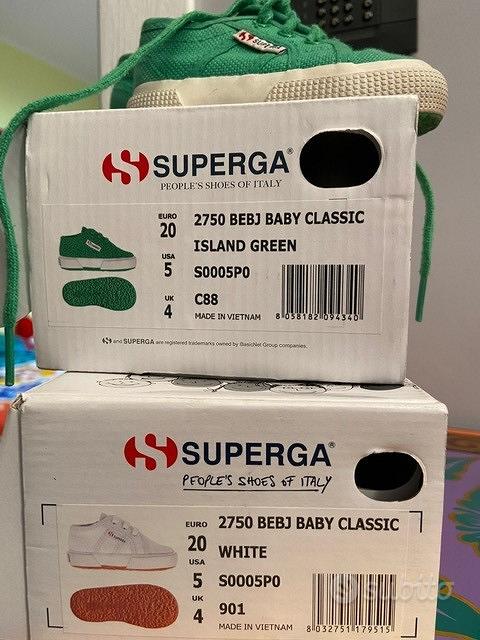 SUPERGA
SUPERGA®
PEOPLE'S SHOES OF ITALY
EURO
20
USA
5
UK
4
2750 BEBJ BABY CLASSIC
ISLAND GREEN
S0005P0
C88
MADE IN VIETNAM
8 058182 094340
and SUPERGA are registered trademarks owned by BasicNet Group companies.
SUPERGA®
PEOPLE'S SHOES OF ITALY
EURO
20
USA
5
UK
4
2750 BEBJ BABY CLASSIC
WHITE
S0005P0
901
MADE IN VIETNAM
8 032751 179515
subito